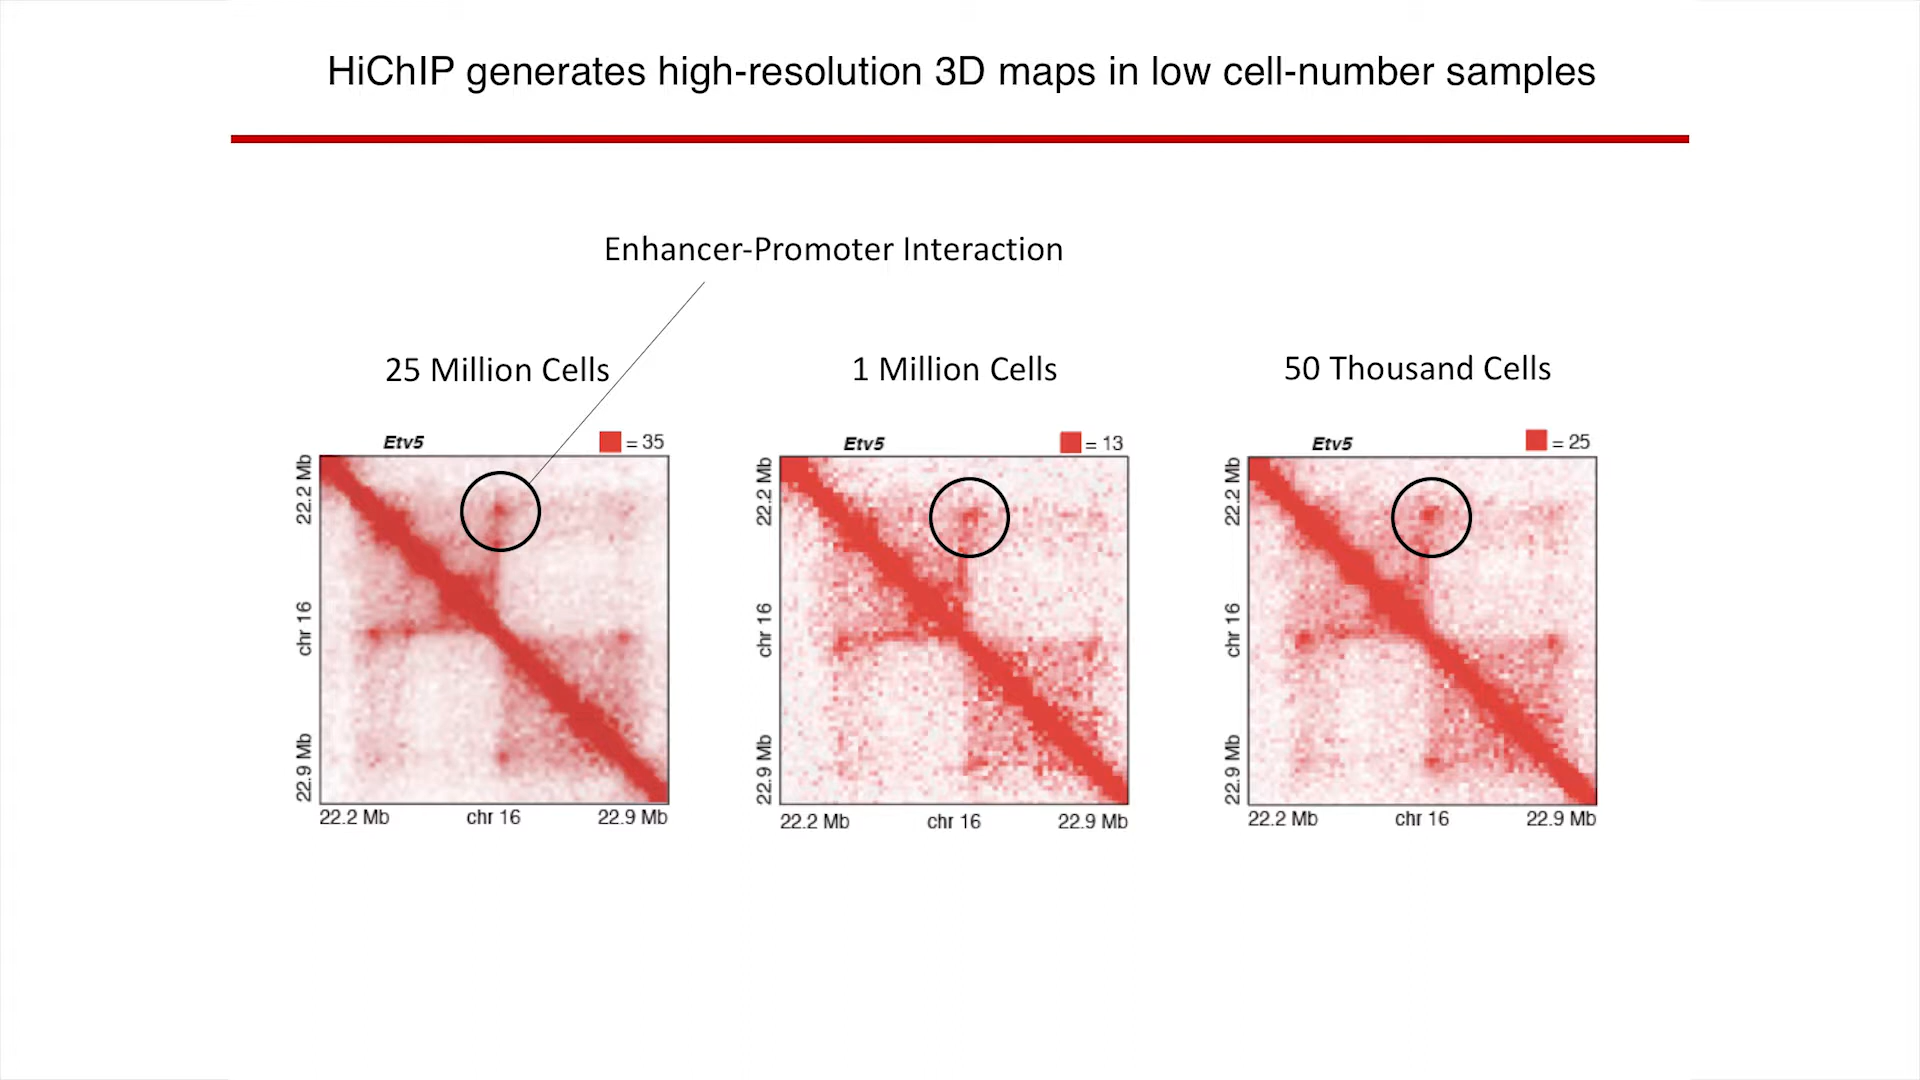 HiChIP generates high-resolution 3D maps in low cell-number samples
Enhancer-Promoter Interaction
25 Million Cells
1 Million Cells
50 Thousand Cells
Etv5
= 35
22.2 Mb
chr 16
22.9 Mb
22.2 Mb
chr 16
22.9 Mb
Etv5
= 13
22.2 Mb
chr 16
22.9 Mb
22.2 Mb
chr 16
22.9 Mb
Etv5
= 25
22.2 Mb
chr 16
22.9 Mb
22.2 Mb
chr 16
22.9 Mb